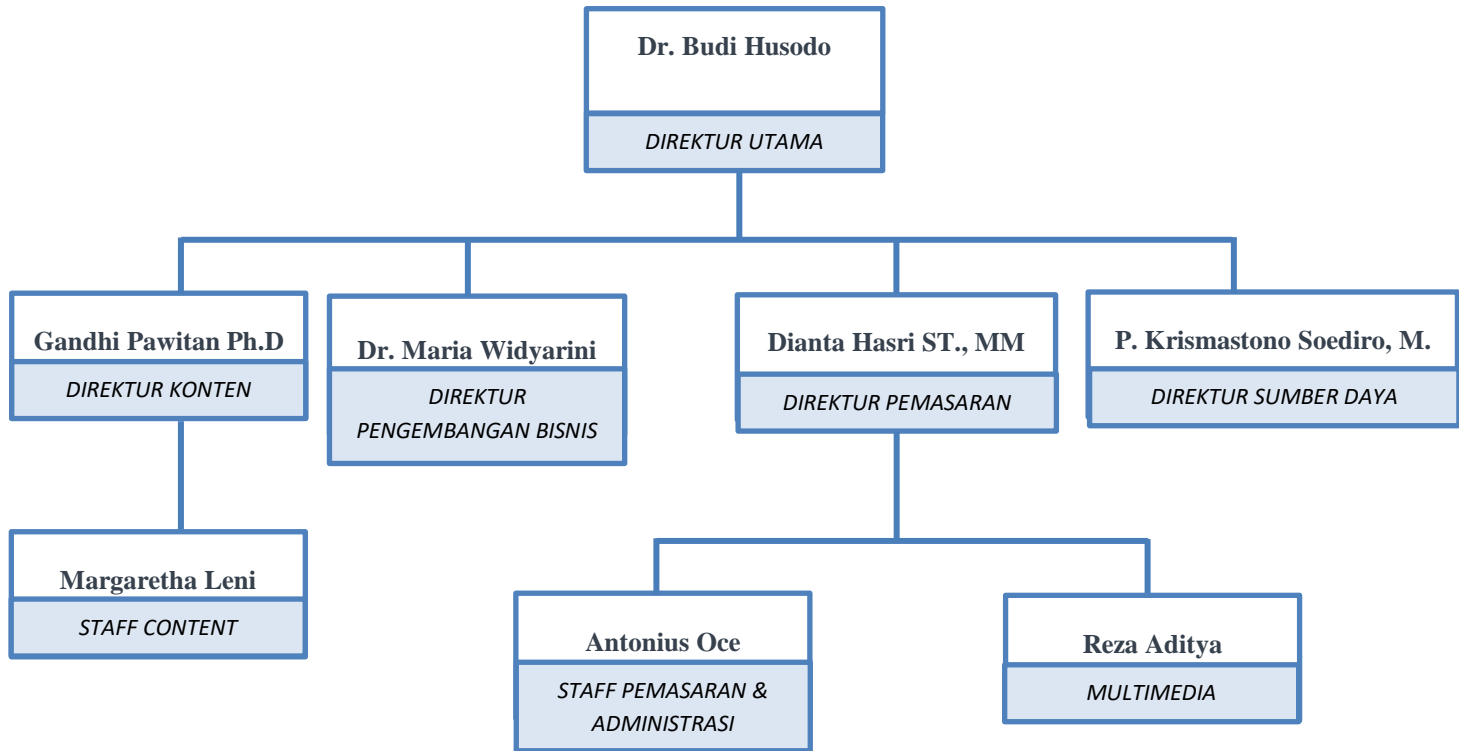 Dr. Budi Husodo
DIREKTUR UTAMA
Gandhi Pawitan Ph.D
DIREKTUR KONTEN
Dr. Maria Widyarini
DIREKTUR
PENGEMBANGAN BISNIS
Dianta Hasri ST., MM
DIREKTUR PEMASARAN
P. Krismastono Soediro, M.
DIREKTUR SUMBER DAYA
Margaretha Leni
STAFF CONTENT
Antonius Oce
STAFF PEMASARAN &
ADMINISTRASI
Reza Aditya
MULTIMEDIA